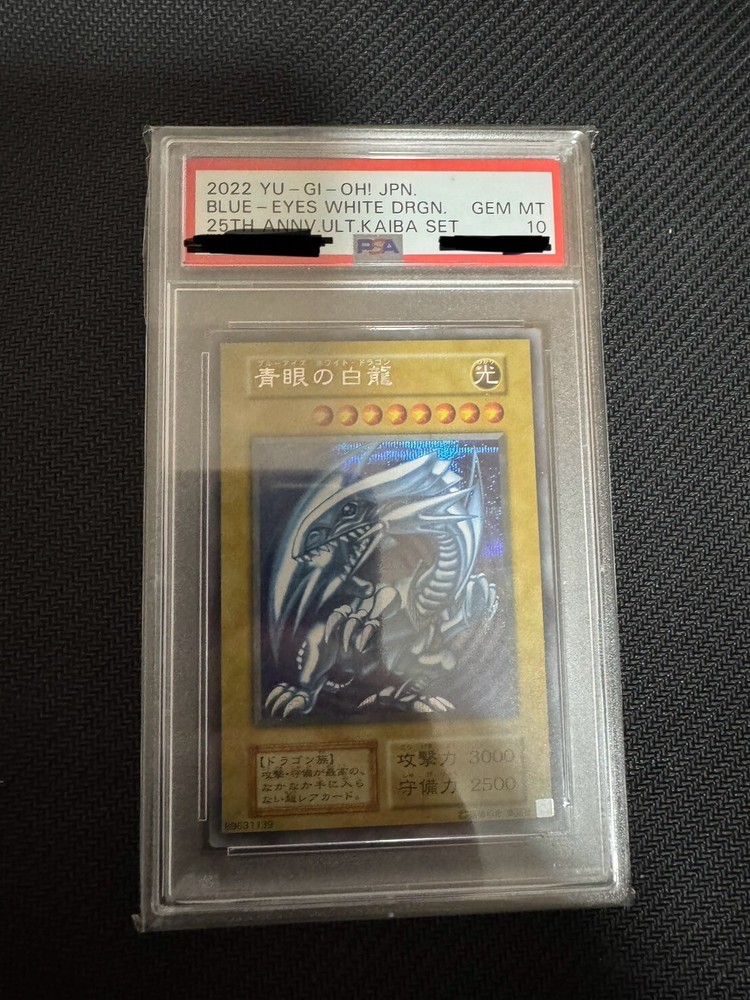 2022 YU-GI-OH! JPN.
BLUE-EYES WHITE DRGN. GEM MT
25TH ANNV.ULT.KAIBA SET 10
PSA
ブルーアイズ・ホワイト・ドラゴン
青眼の白龍
光
【ドラゴン族】
攻撃・守備が最高の、
なかなか手に入ら
ない超レアカード。
攻撃力 3000
守備力 2500
89631139